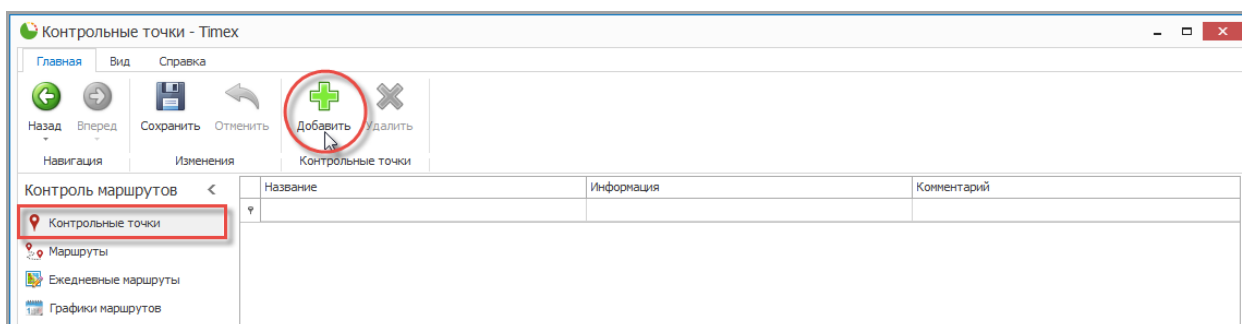 Контрольные точки - Timex
Главная Вид Справка
Назад Вперед Сохранить Отменить Добавить Удалить
Навигация Изменения Контрольные точки
Контроль маршрутов < Название Информация Комментарий
Контрольные точки
Маршруты
Ежедневные маршруты
Графики маршрутов